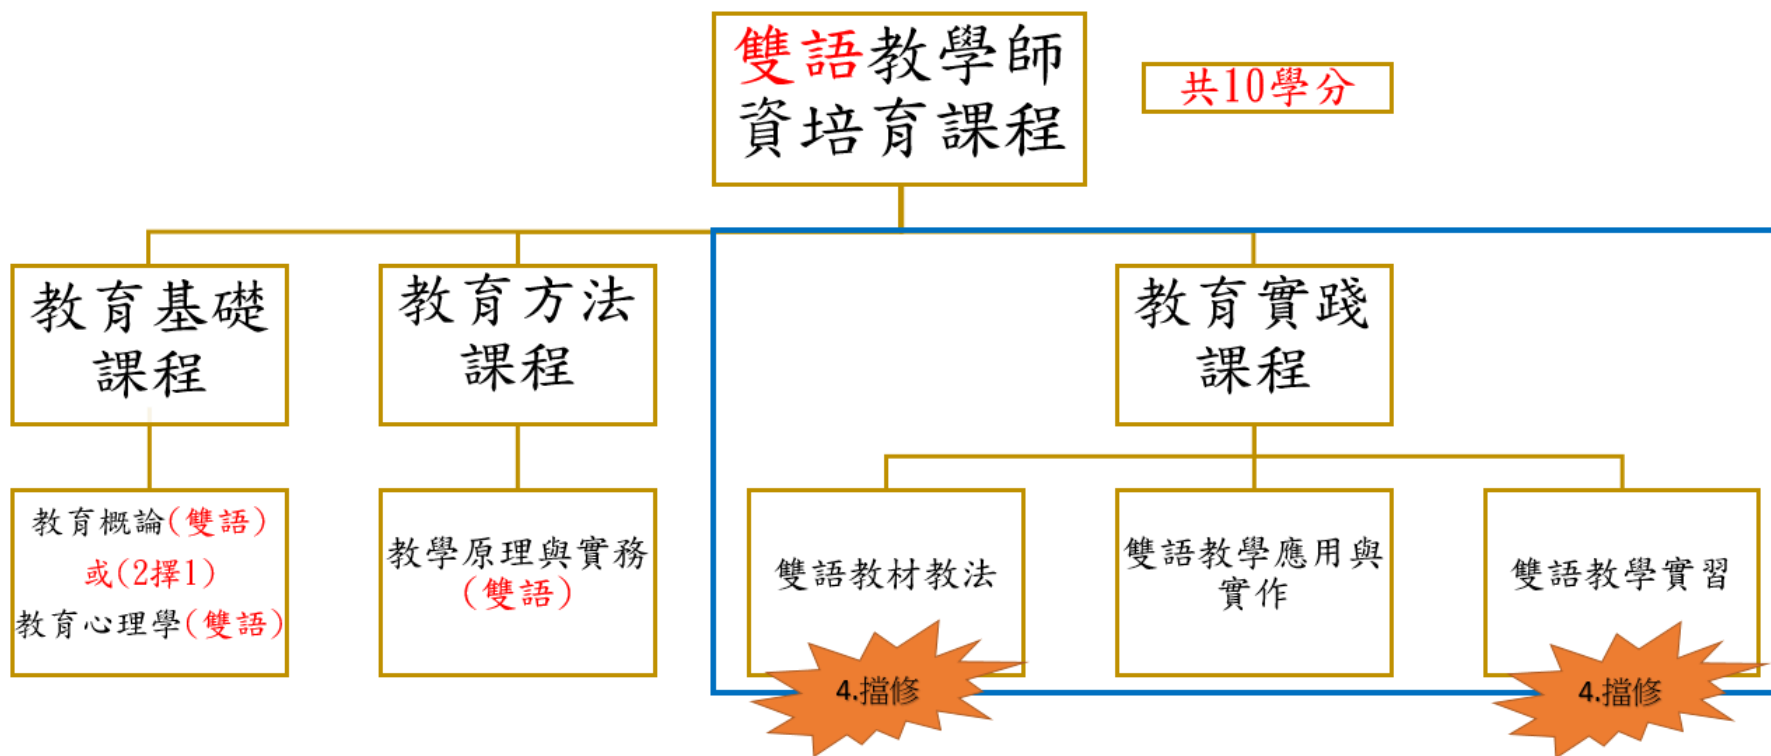 雙語教學師
資培育課程
共10學分
教育基礎
課程
教育方法
課程
教育實踐
課程
教育概論(雙語)
或(2擇1)
教育心理學(雙語)
教學原理與實務
(雙語)
雙語教材教法
雙語教學應用與
實作
雙語教學實習
4.擋修
4.擋修